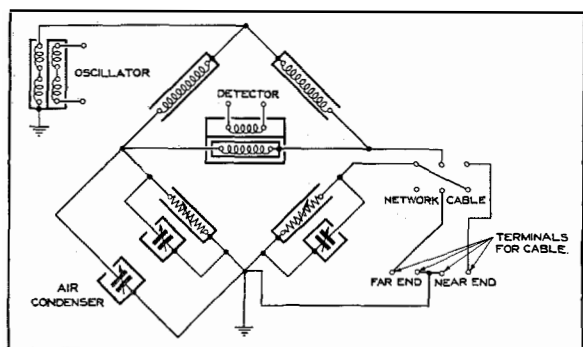 OSCILLATOR
DETECTOR
NETWORK CABLE
TERMINALS
FOR CABLE.
FAR END NEAR END
AIR
CONDENSER